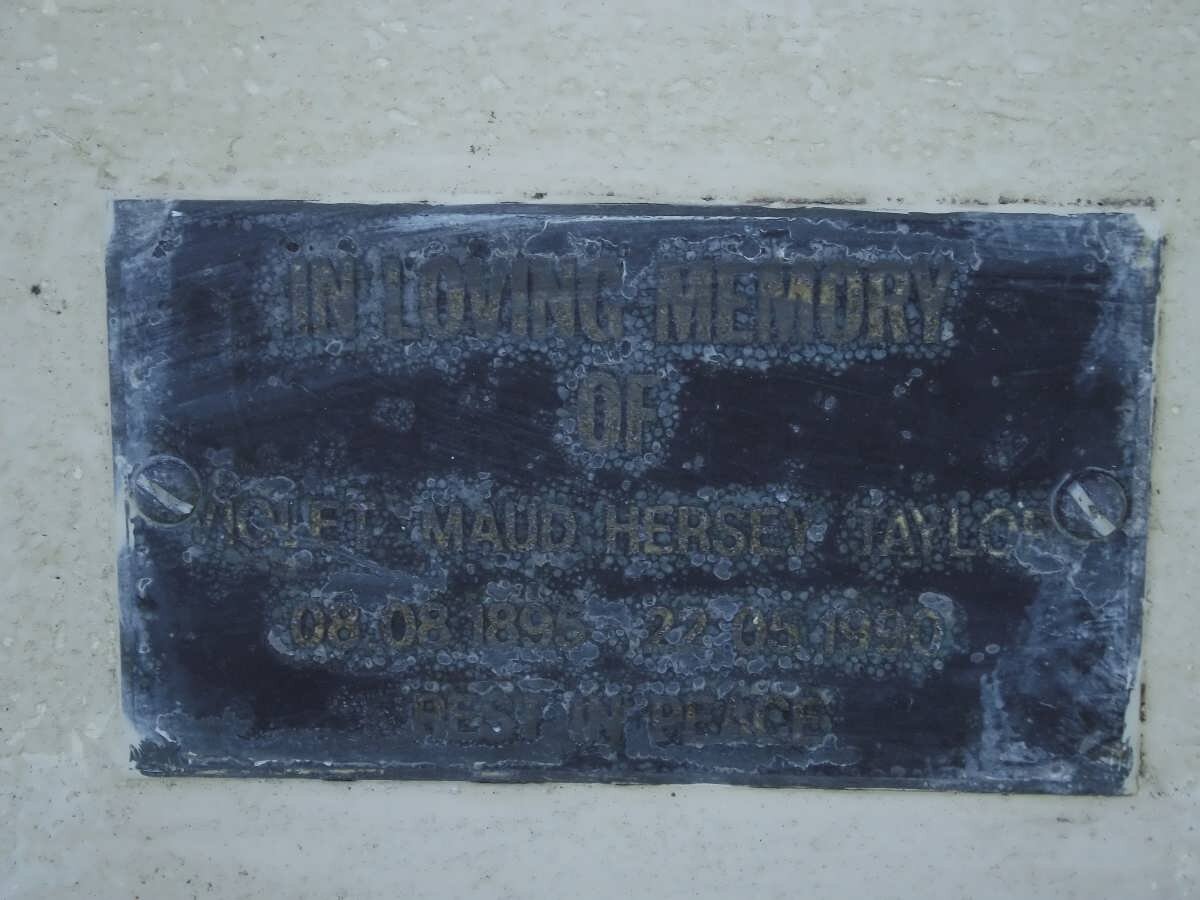 IN LOVING MEMORY
OF
VIOLET MAUD HERSEY TAYLOR
08.08.1895 22.05.1990
REST IN PEACE